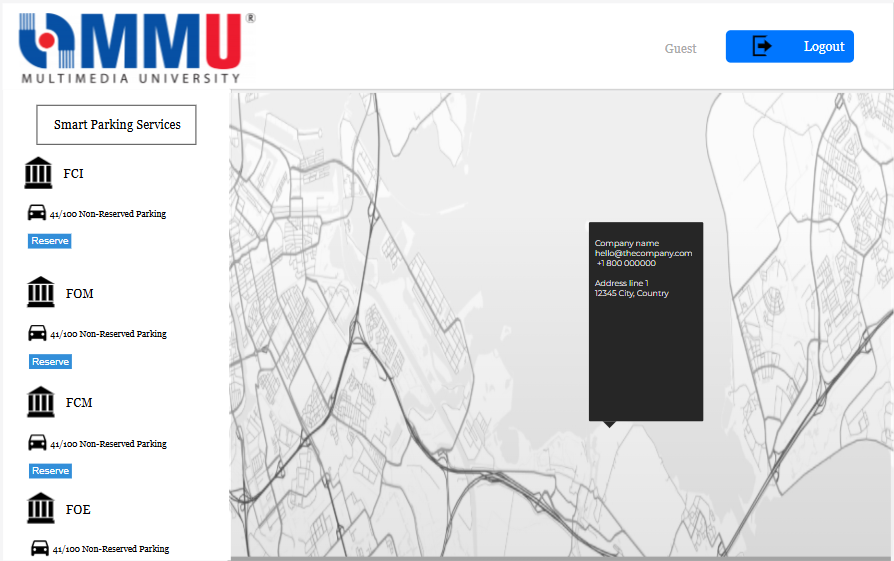 MMU®
MULTIMEDIA UNIVERSITY
Guest
Logout
Smart Parking Services
FCI
41/100 Non-Reserved Parking
Reserve
FOM
41/100 Non-Reserved Parking
Reserve
FCM
41/100 Non-Reserved Parking
Reserve
FOE
41/100 Non-Reserved Parking
Company name
hello@thecompany.com
+1 800 000000
Address line 1
12345 City, Country